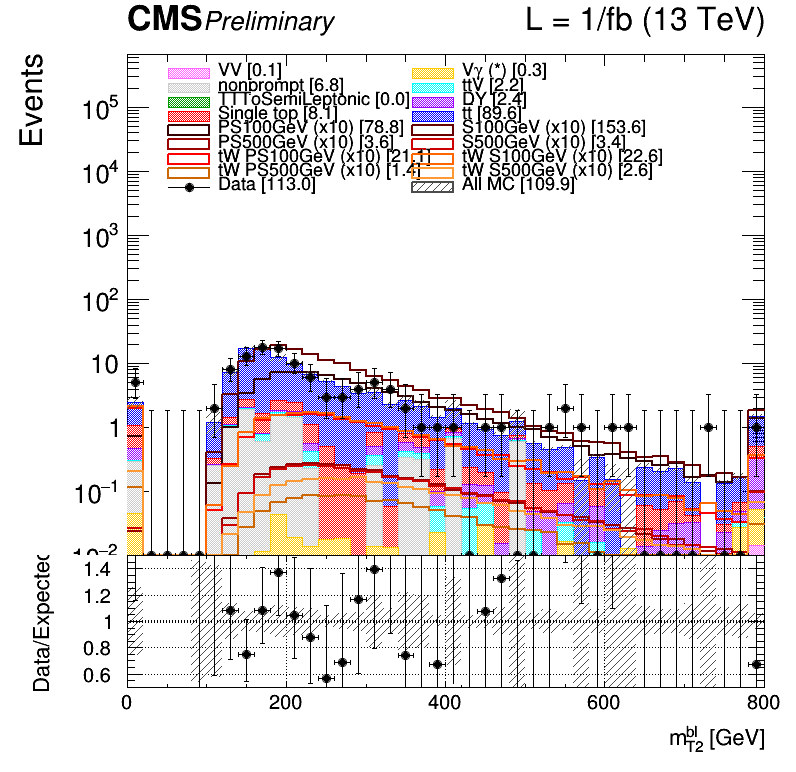 CMS Preliminary L = 1/fb (13 TeV)
Events
VV [0.1] Vγ (*) [0.3]
nonprompt [6.8] ttV [2.2]
TTToSemiLeptonic [0.0] DY [2.4]
Single top [8.1] tt [89.6]
PS100GeV (x10) [78.8] S100GeV (x10) [153.6]
PS500GeV (x10) [3.6] S500GeV (x10) [3.4]
tW PS100GeV (x10) [21.1] tW S100GeV (x10) [22.6]
tW PS500GeV (x10) [1.4] tW S500GeV (x10) [2.6]
Data [113.0] All MC [109.9]
10⁵
10⁴
10³
10²
10
1
10⁻¹
10⁻²
Data/Expected
1.4
1.2
1
0.8
0.6
0 200 400 600 800
m_{T2}^{bl} [GeV]